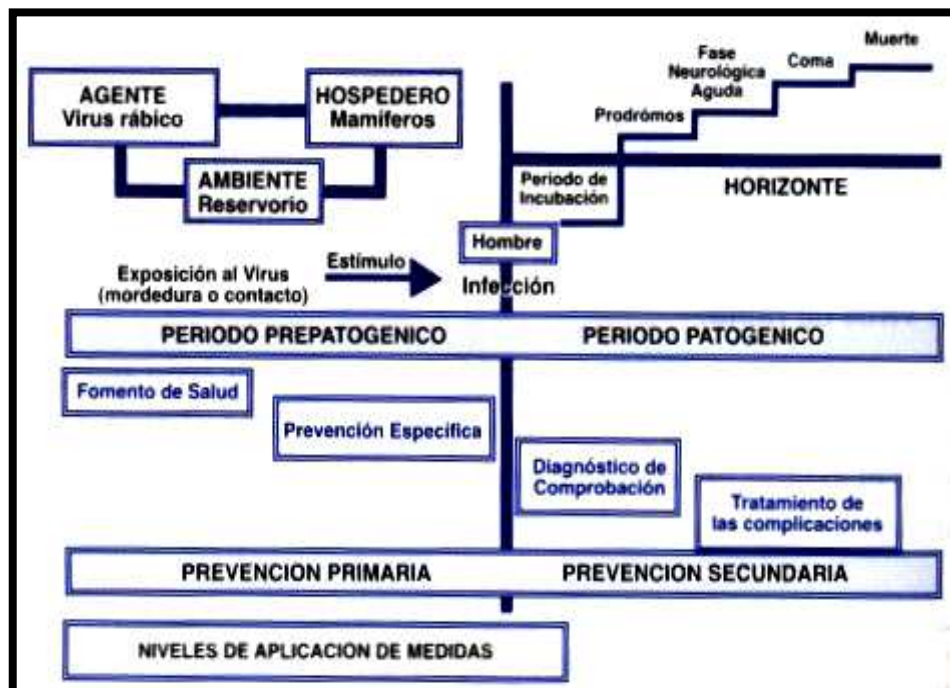 AGENTE
Virus rábico
HOSPEDERO
Mamíferos
AMBIENTE
Reservorio
Exposición al Virus
(mordedura o contacto)
Estímulo
Muerte
Coma
Fase
Neurológica
Aguda
Prodrómos
Periodo de
Incubación
HORIZONTE
Hombre
Infección
PERIODO PREPATOGENICO
PERIODO PATOGENICO
Fomento de Salud
Prevención Específica
Diagnóstico de
Comprobación
Tratamiento de
las complicaciones
PREVENCION PRIMARIA
PREVENCION SECUNDARIA
NIVELES DE APLICACION DE MEDIDAS